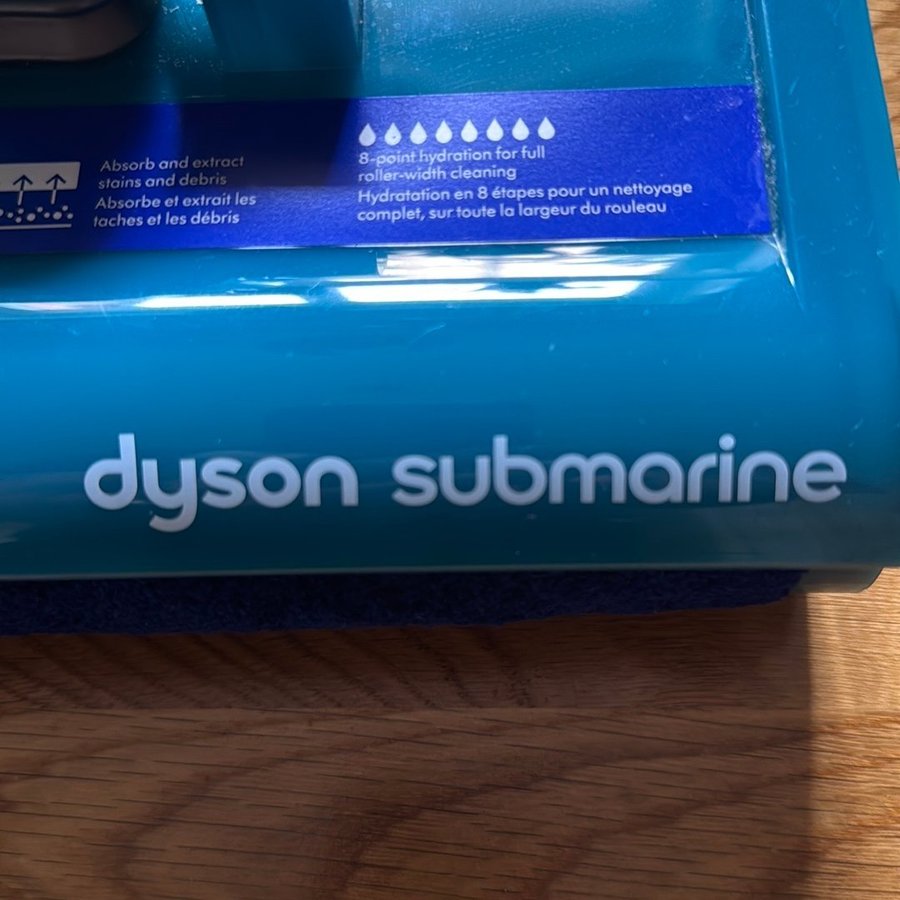 Absorb and extract
stains and debris
Absorbe et extrait les
taches et les débris
8-point hydration for full
roller-width cleaning
Hydratation en 8 étapes pour un nettoyage
complet, sur toute la largeur du rouleau
dyson submarine